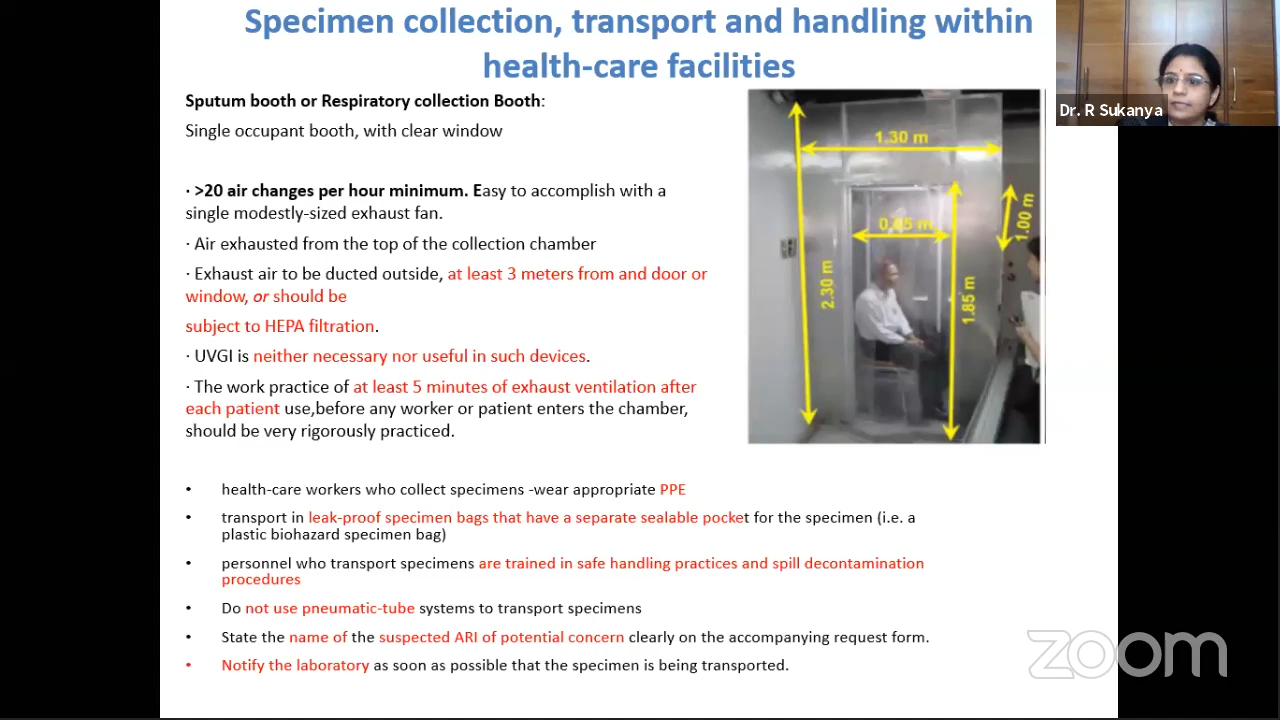 Specimen collection, transport and handling within
health-care facilities
Dr. R Sukanya
Sputum booth or Respiratory collection Booth:
Single occupant booth, with clear window
· >20 air changes per hour minimum. Easy to accomplish with a
single modestly-sized exhaust fan.
· Air exhausted from the top of the collection chamber
· Exhaust air to be ducted outside, at least 3 meters from and door or
window, or should be
subject to HEPA filtration.
· UVGI is neither necessary nor useful in such devices.
· The work practice of at least 5 minutes of exhaust ventilation after
each patient use,before any worker or patient enters the chamber,
should be very rigorously practiced.
1.30 m
1.00 m
2.30 m
1.85 m
• health-care workers who collect specimens -wear appropriate PPE
• transport in leak-proof specimen bags that have a separate sealable pocket for the specimen (i.e. a
plastic biohazard specimen bag)
• personnel who transport specimens are trained in safe handling practices and spill decontamination
procedures
• Do not use pneumatic-tube systems to transport specimens
• State the name of the suspected ARI of potential concern clearly on the accompanying request form.
• Notify the laboratory as soon as possible that the specimen is being transported.
zoom